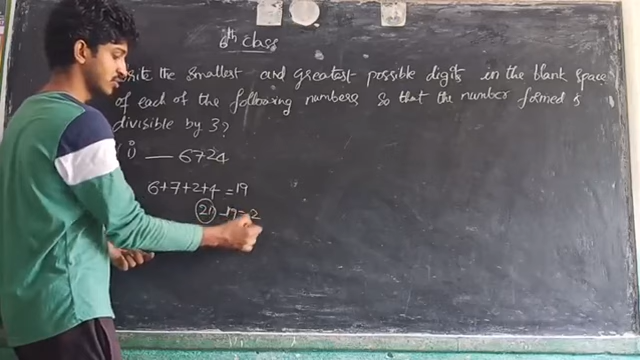 6th class
Write the smallest and greatest possible digits in the blank space
of each of the following numbers so that the number formed is
divisible by 3?
(i) __ 6724
6+7+2+4 = 19
21 - 19 = 2